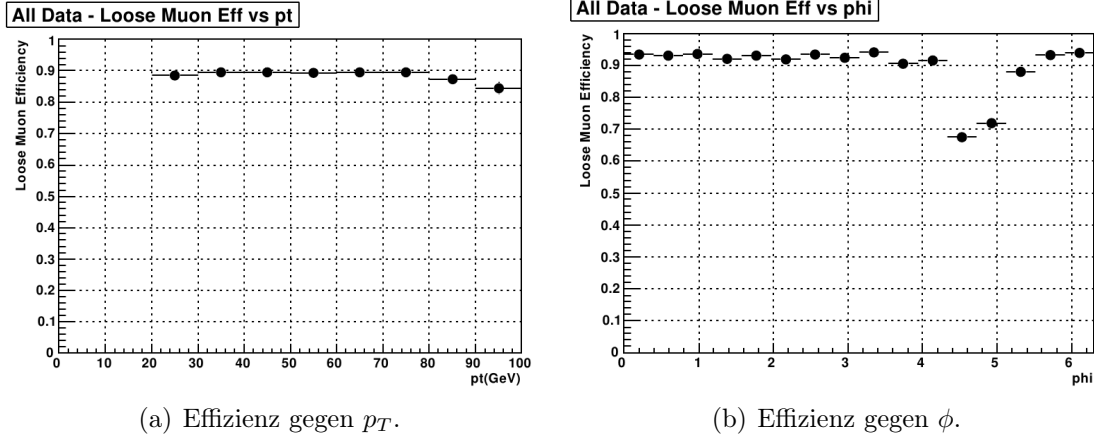 All Data - Loose Muon Eff vs pt
Loose Muon Efficiency
1
0.9
0.8
0.7
0.6
0.5
0.4
0.3
0.2
0.1
0
0 10 20 30 40 50 60 70 80 90 100
pt(GeV)
(a) Effizienz gegen p_T.
All Data - Loose Muon Eff vs phi
Loose Muon Efficiency
1
0.9
0.8
0.7
0.6
0.5
0.4
0.3
0.2
0.1
0
0 1 2 3 4 5 6
phi
(b) Effizienz gegen ϕ.